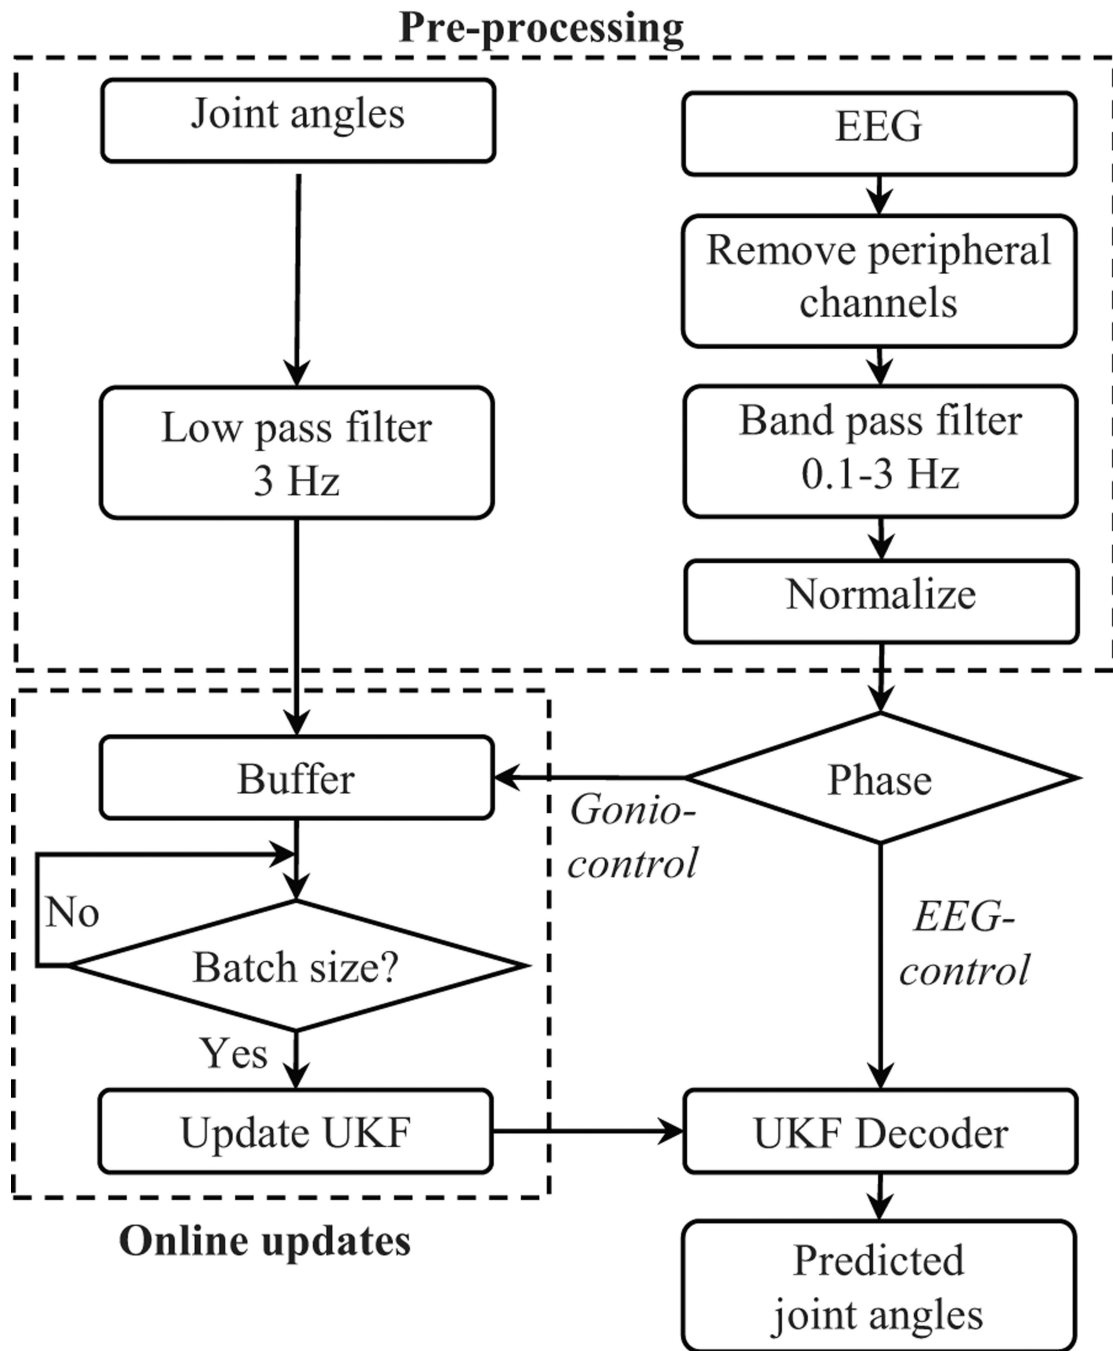 Pre-processing
Joint angles
EEG
Remove peripheral
channels
Low pass filter
3 Hz
Band pass filter
0.1-3 Hz
Normalize
Buffer
Phase
Gonio-
control
No
EEG-
control
Batch size?
Yes
Update UKF
UKF Decoder
Online updates
Predicted
joint angles